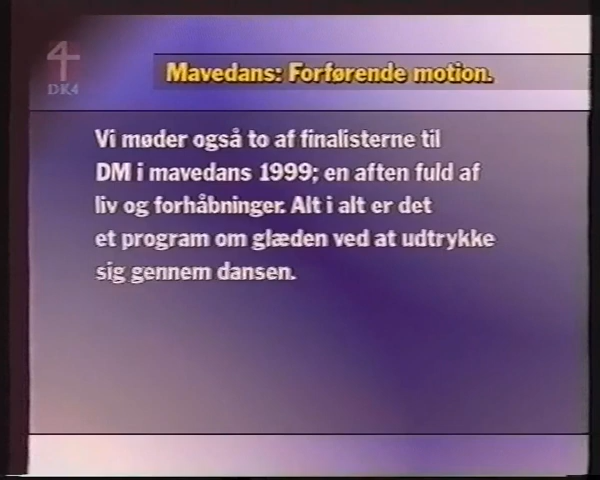 4
DK4
Mavedans: Forførende motion.
Vi møder også to af finalisterne til
DM i mavedans 1999; en aften fuld af
liv og forhåbninger. Alt i alt er det
et program om glæden ved at udtrykke
sig gennem dansen.